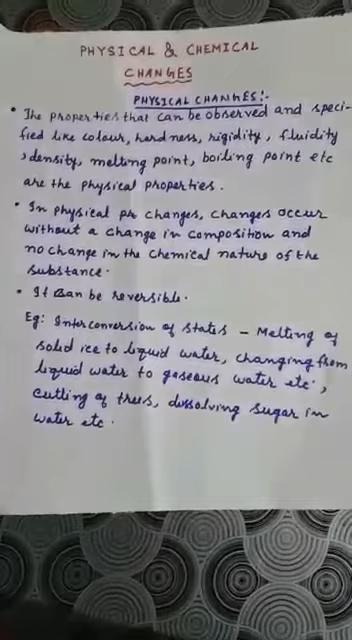 PHYSICAL & CHEMICAL
CHANGES
PHYSICAL CHANGES:-
• The properties that can be observed and speci-
fied like colour, hardness, rigidity, fluidity
, density, melting point, boiling point etc
are the physical properties.
• In physical changes, changes occur
without a change in composition and
no change in the chemical nature of the
substance.
• It can be reversible.
Eg: Interconversion of states - Melting of
solid ice to liquid water, changing from
liquid water to gaseous water etc,
cutting of trees, dissolving sugar in
water etc.